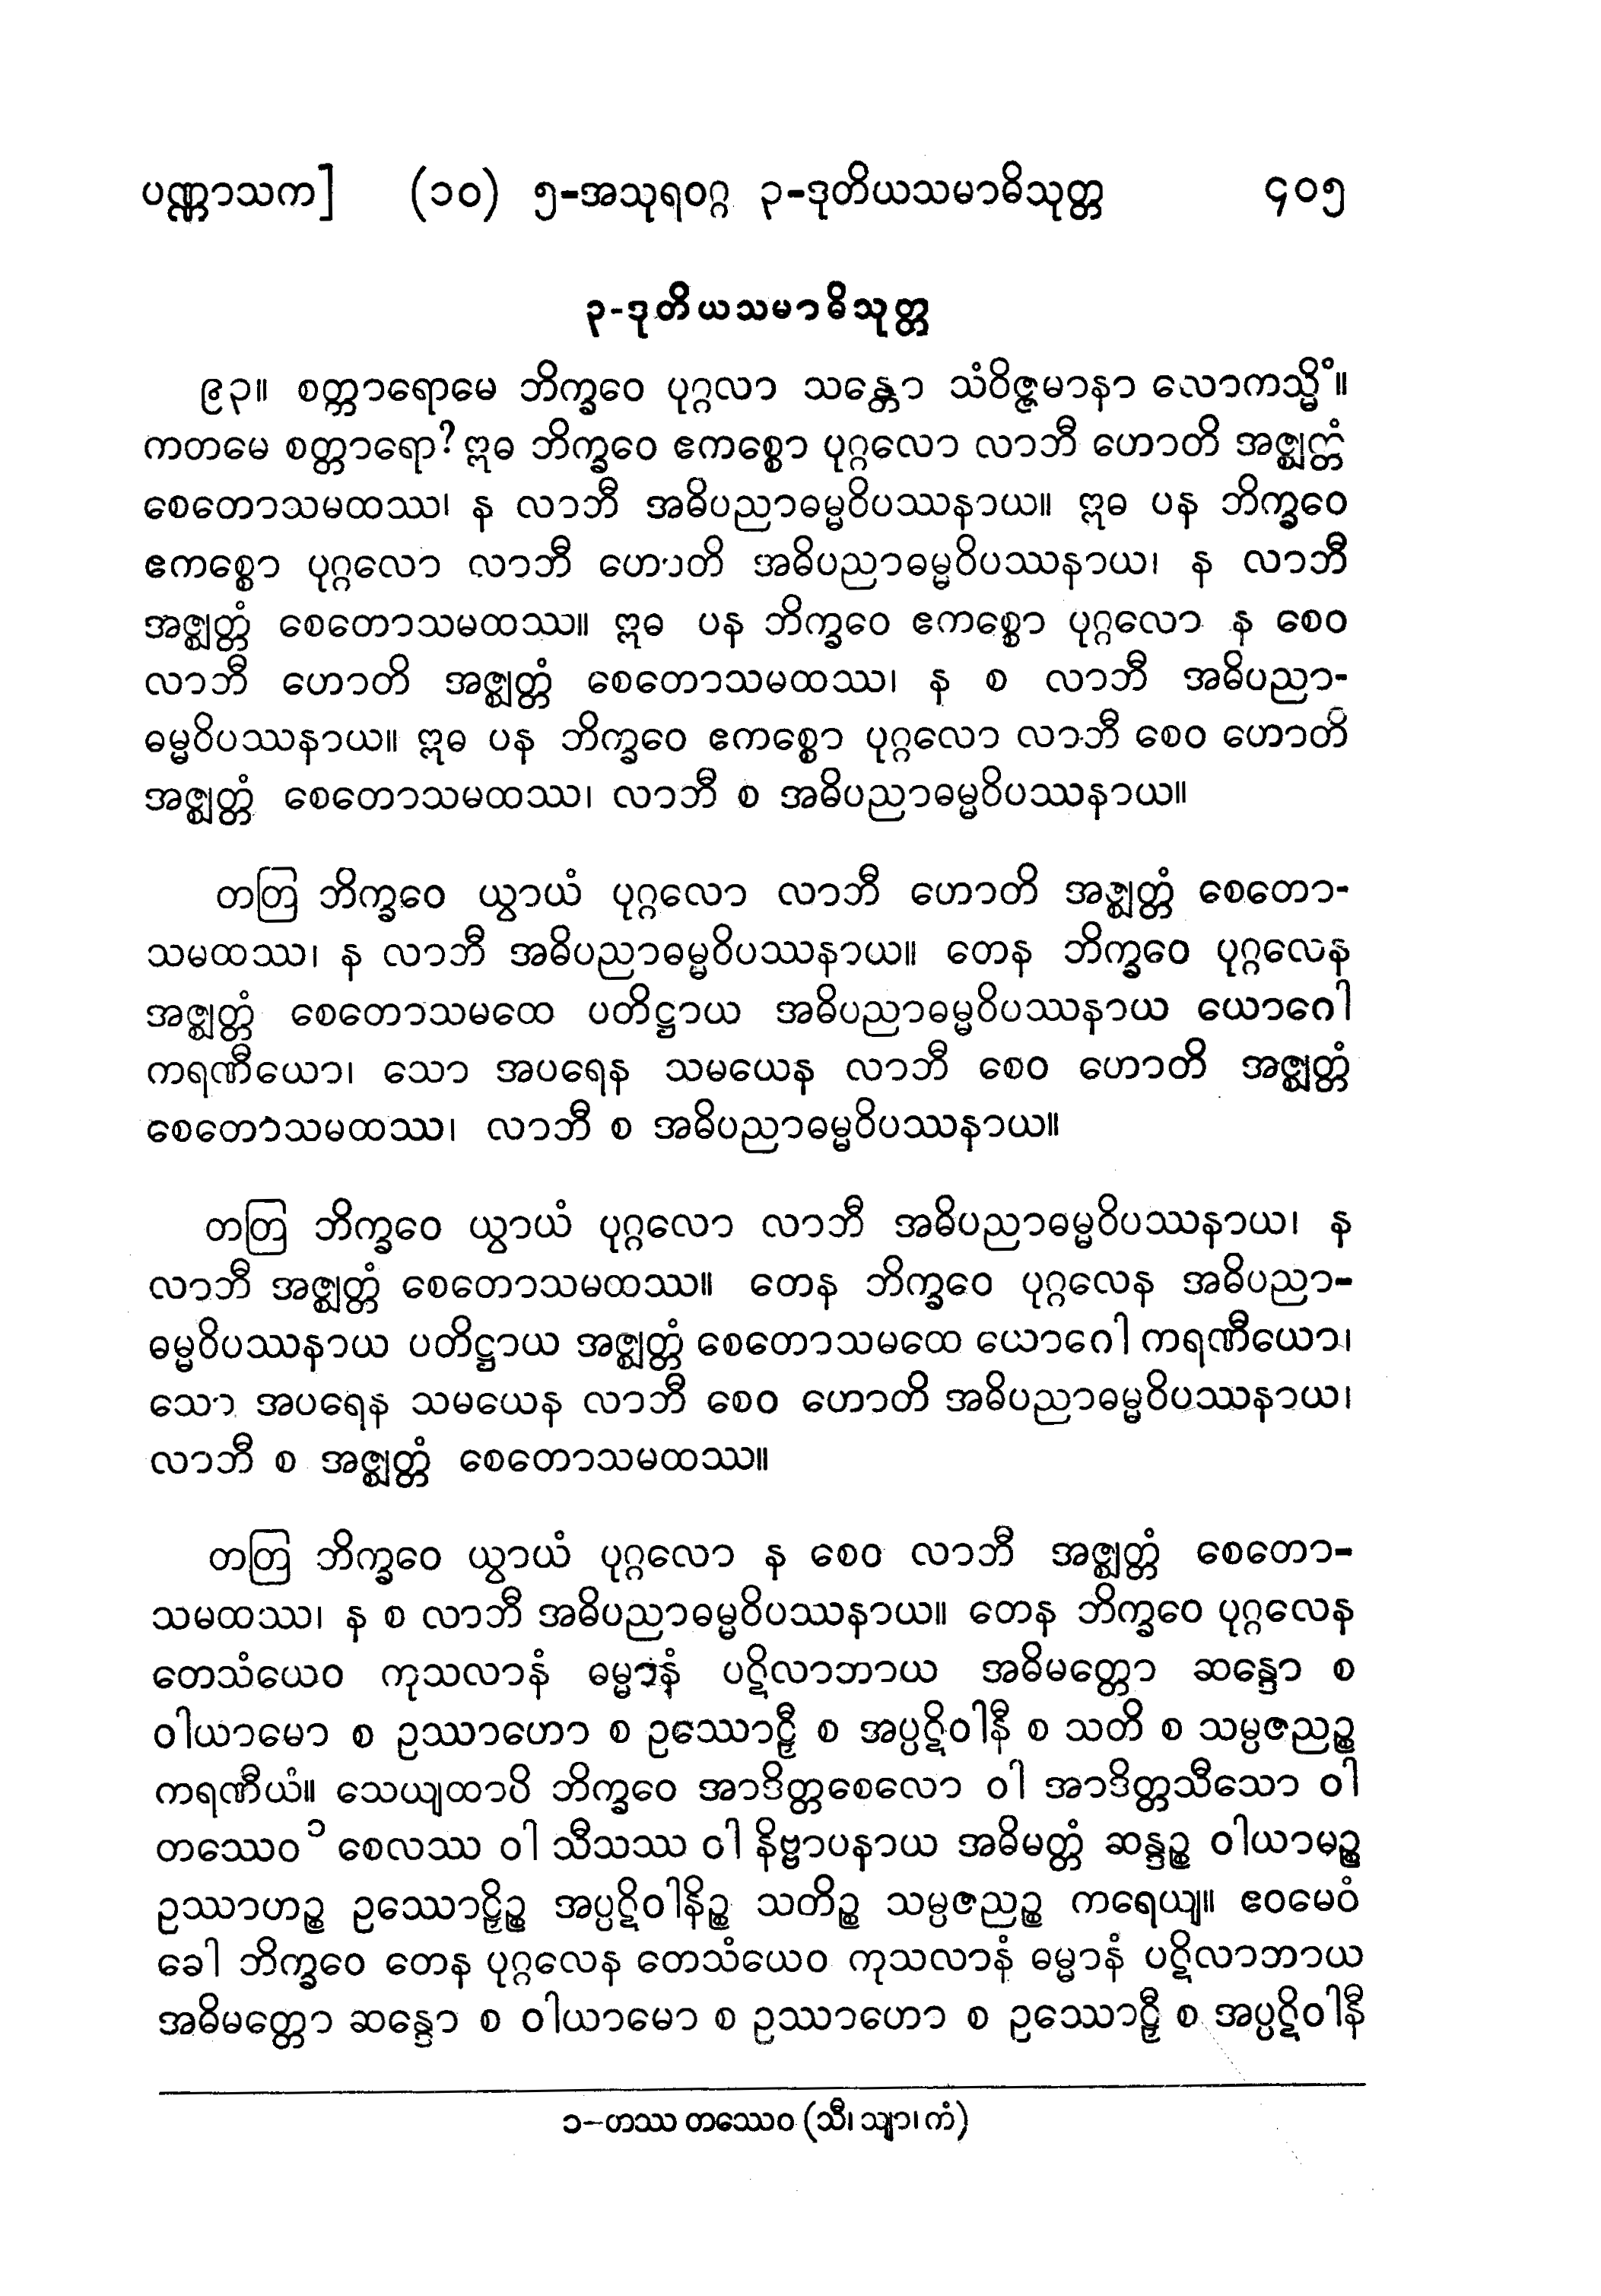 ပဏ္ဏာသက] (၁၀) ၅-အသုရဝဂ္ဂ ၃-ဒုတိယသမာဓိသုတ္တ ၄၀၅
၃-ဒုတိယသမာဓိသုတ္တ
၉၃။ စတ္တာရောမေ ဘိက္ခဝေ ပုဂ္ဂလာ သန္တော သံဝိဇ္ဇမာနာ လောကသ္မိံ။
ကတမေ စတ္တာရော? ဣဓ ဘိက္ခဝေ ဧကစ္စော ပုဂ္ဂလော လာဘီ ဟောတိ အဇ္ဈတ္တံ
စေတောသမထဿ၊ န လာဘီ အဓိပညာဓမ္မဝိပဿနာယ။ ဣဓ ပန ဘိက္ခဝေ
ဧကစ္စော ပုဂ္ဂလော လာဘီ ဟောတိ အဓိပညာဓမ္မဝိပဿနာယ၊ န လာဘီ
အဇ္ဈတ္တံ စေတောသမထဿ။ ဣဓ ပန ဘိက္ခဝေ ဧကစ္စော ပုဂ္ဂလော န စေဝ
လာဘီ ဟောတိ အဇ္ဈတ္တံ စေတောသမထဿ၊ န စ လာဘီ အဓိပညာ-
ဓမ္မဝိပဿနာယ။ ဣဓ ပန ဘိက္ခဝေ ဧကစ္စော ပုဂ္ဂလော လာဘီ စေဝ ဟောတိ
အဇ္ဈတ္တံ စေတောသမထဿ၊ လာဘီ စ အဓိပညာဓမ္မဝိပဿနာယ။
တတြ ဘိက္ခဝေ ယွာယံ ပုဂ္ဂလော လာဘီ ဟောတိ အဇ္ဈတ္တံ စေတော-
သမထဿ၊ န လာဘီ အဓိပညာဓမ္မဝိပဿနာယ။ တေန ဘိက္ခဝေ ပုဂ္ဂလေန
အဇ္ဈတ္တံ စေတောသမထေ ပတိဋ္ဌာယ အဓိပညာဓမ္မဝိပဿနာယ ယောဂေါ
ကရဏီယော၊ သော အပရေန သမယေန လာဘီ စေဝ ဟောတိ အဇ္ဈတ္တံ
စေတောသမထဿ၊ လာဘီ စ အဓိပညာဓမ္မဝိပဿနာယ။
တတြ ဘိက္ခဝေ ယွာယံ ပုဂ္ဂလော လာဘီ အဓိပညာဓမ္မဝိပဿနာယ၊ န
လာဘီ အဇ္ဈတ္တံ စေတောသမထဿ။ တေန ဘိက္ခဝေ ပုဂ္ဂလေန အဓိပညာ-
ဓမ္မဝိပဿနာယ ပတိဋ္ဌာယ အဇ္ဈတ္တံ စေတောသမထေ ယောဂေါ ကရဏီယော၊
သော အပရေန သမယေန လာဘီ စေဝ ဟောတိ အဓိပညာဓမ္မဝိပဿနာယ၊
လာဘီ စ အဇ္ဈတ္တံ စေတောသမထဿ။
တတြ ဘိက္ခဝေ ယွာယံ ပုဂ္ဂလော န စေဝ လာဘီ အဇ္ဈတ္တံ စေတော-
သမထဿ၊ န စ လာဘီ အဓိပညာဓမ္မဝိပဿနာယ။ တေန ဘိက္ခဝေ ပုဂ္ဂလေန
တေသံယေဝ ကုသလာနံ ဓမ္မာနံ ပဋိလာဘာယ အဓိမတ္တော ဆန္ဒော စ
ဝါယာမော စ ဥဿာဟော စ ဥဿောဠှီ စ အပ္ပဋိဝါနီ စ သတိ စ သမ္ပဇညဉ္စ
ကရဏီယံ။ သေယျထာပိ ဘိက္ခဝေ အာဒိတ္တစေလော ဝါ အာဒိတ္တသီသော ဝါ
တဿေဝ ၁ စေလဿ ဝါ သီသဿ ဝါ နိဗ္ဗာပနာယ အဓိမတ္တံ ဆန္ဒဉ္စ ဝါယာမဉ္စ
ဥဿာဟဉ္စ ဥဿောဠှိဉ္စ အပ္ပဋိဝါနိဉ္စ သတိဉ္စ သမ္ပဇညဉ္စ ကရေယျ။ ဧဝမေဝံ
ခေါ ဘိက္ခဝေ တေန ပုဂ္ဂလေန တေသံယေဝ ကုသလာနံ ဓမ္မာနံ ပဋိလာဘာယ
အဓိမတ္တော ဆန္ဒော စ ဝါယာမော စ ဥဿာဟော စ ဥဿောဠှီ စ အပ္ပဋိဝါနီ
၁−ဟဿ တဿေဝ (သီ၊ သျာ၊ ကံ)